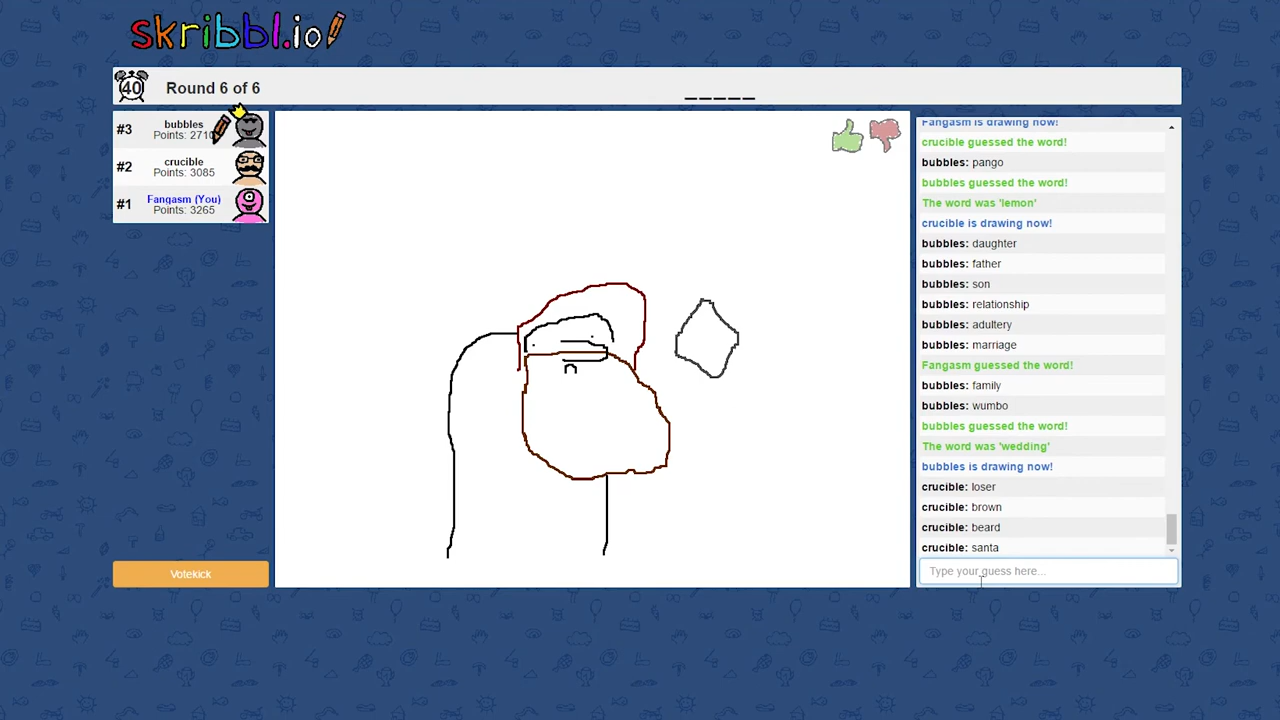 skribbl.io
40
Round 6 of 6
_ _ _ _ _
#3
bubbles
Points: 2710
#2
crucible
Points: 3085
#1
Fangasm (You)
Points: 3265
Votekick
Fangasm is drawing now!
crucible guessed the word!
bubbles: pango
bubbles guessed the word!
The word was 'lemon'
crucible is drawing now!
bubbles: daughter
bubbles: father
bubbles: son
bubbles: relationship
bubbles: adultery
bubbles: marriage
Fangasm guessed the word!
bubbles: family
bubbles: wumbo
bubbles guessed the word!
The word was 'wedding'
bubbles is drawing now!
crucible: loser
crucible: brown
crucible: beard
crucible: santa
Type your guess here...